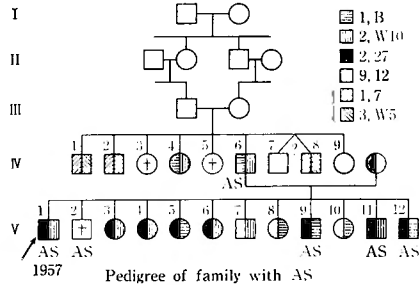 I
II
III
IV
V
1, B
2, W10
2, 27
9, 12
1, 7
3, W5
1 2 3 4 5 6 7 8 9
AS
1 2 3 4 5 6 7 8 9 10 11 12
AS AS AS AS AS
1957
Pedigree of family with AS